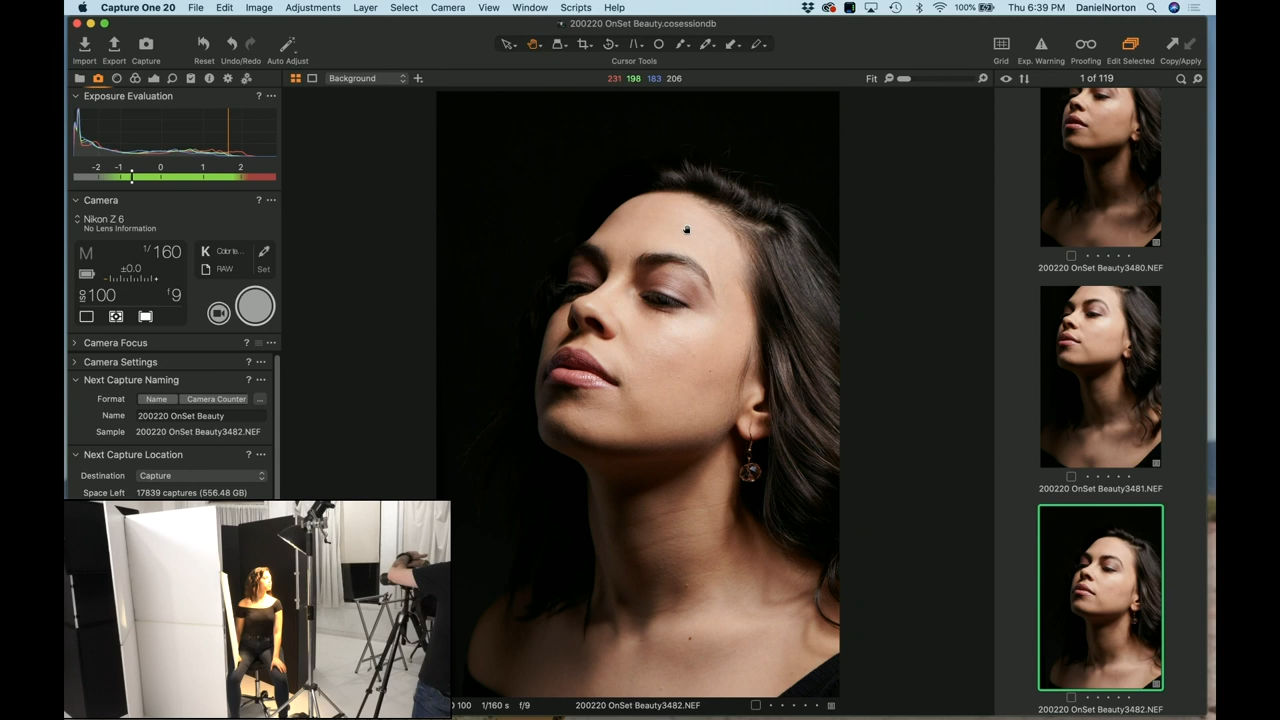 Capture One 20 File Edit Image Adjustments Layer Select Camera View Window Scripts Help 100% Thu 6:39 PM DanielNorton
200220 OnSet Beauty.cosessiondb
Import Export Capture Reset Undo/Redo Auto Adjust Cursor Tools Grid Exp. Warning Proofing Edit Selected Copy/Apply
Background 231 198 183 206 Fit 1 of 119
Exposure Evaluation ?
-2 -1 0 1 2
Camera ?
Nikon Z 6
No Lens Information
M 1/160 K
±0.0 RAW Set
ISO 100 f9
Camera Focus ?
Camera Settings ?
Next Capture Naming ?
Format Name Camera Counter ...
Name 200220 OnSet Beauty
Sample 200220 OnSet Beauty3482.NEF
Next Capture Location ?
Destination Capture
Space Left 17839 captures (556.48 GB)
100 1/160 s f/9 200220 OnSet Beauty3482.NEF
200220 OnSet Beauty3480.NEF
200220 OnSet Beauty3481.NEF
200220 OnSet Beauty3482.NEF